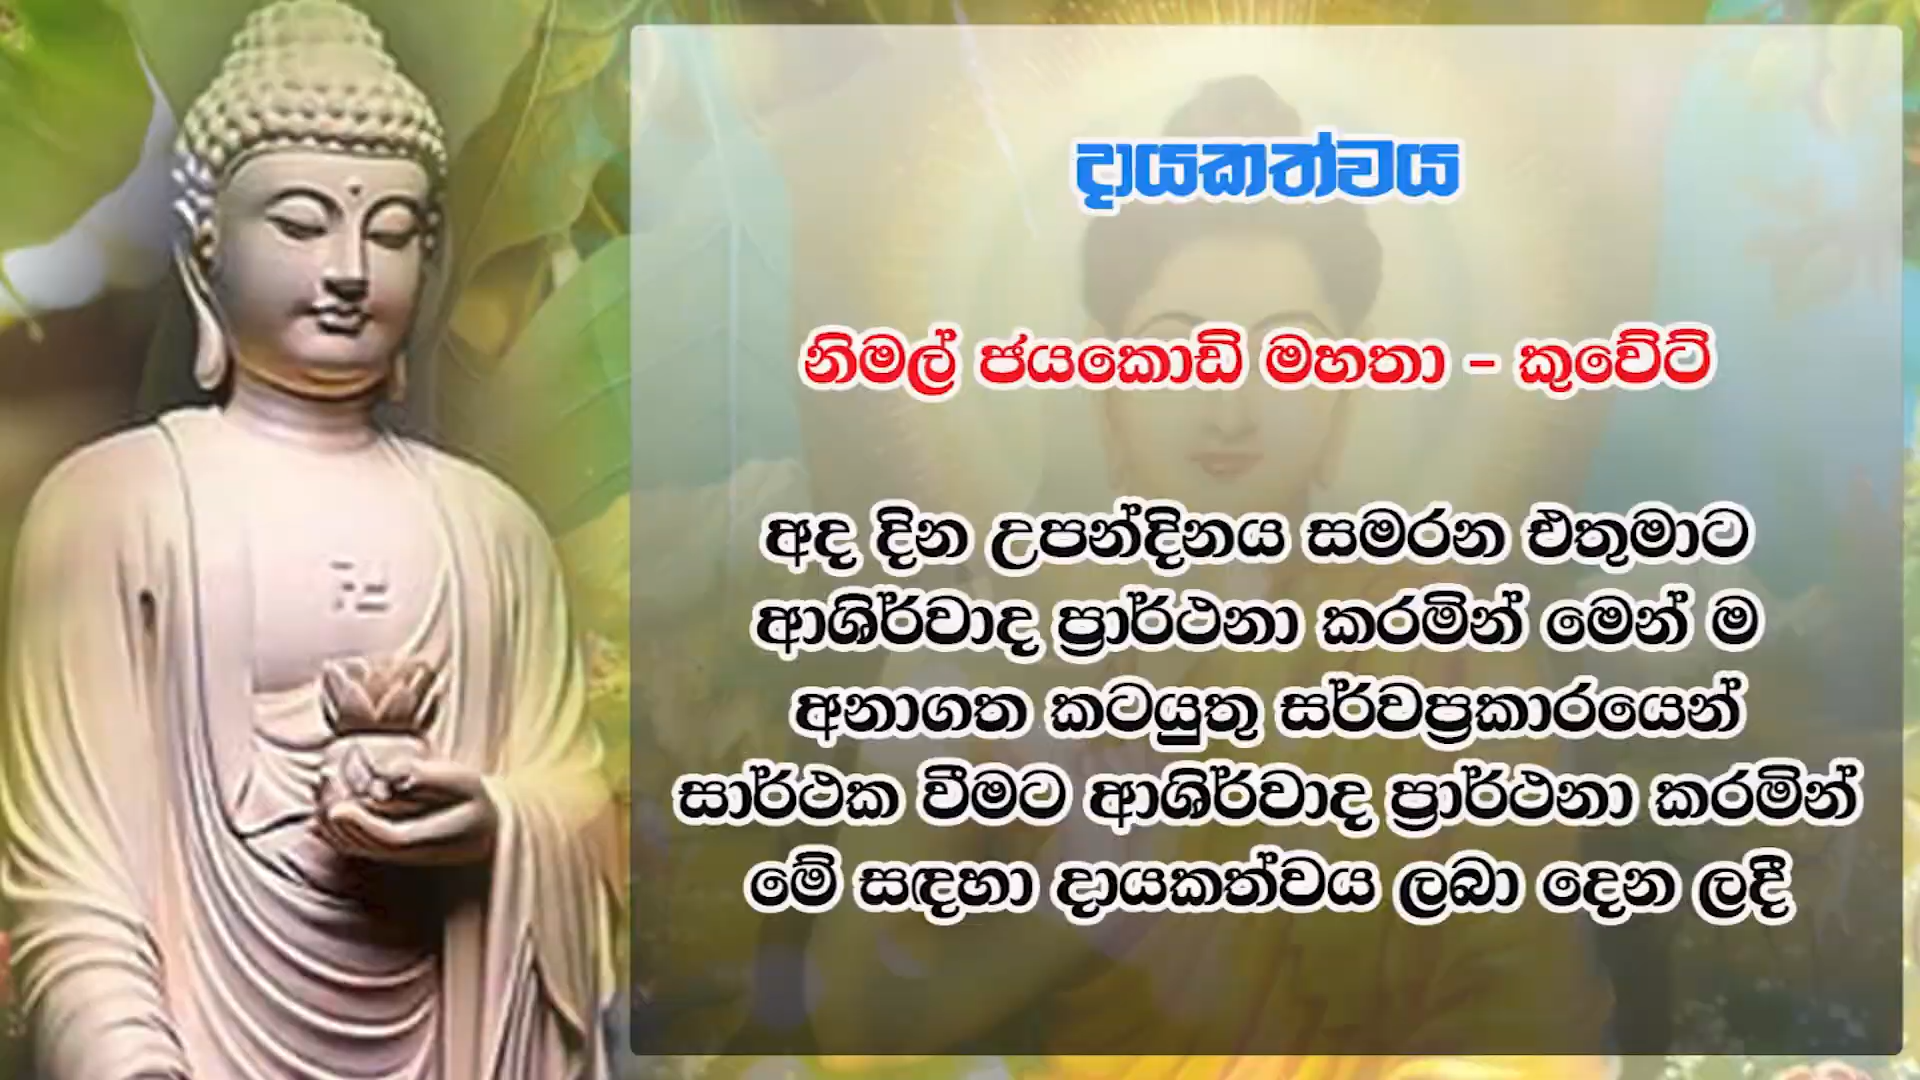 දායකත්වය
නිමල් ජයකොඩි මහතා - කුවේට්
අද දින උපන්දිනය සමරන එතුමාට
ආශිර්වාද ප්‍රාර්ථනා කරමින් මෙන් ම
අනාගත කටයුතු සර්වප්‍රකාරයෙන්
සාර්ථක වීමට ආශිර්වාද ප්‍රාර්ථනා කරමින්
මේ සඳහා දායකත්වය ලබා දෙන ලදී